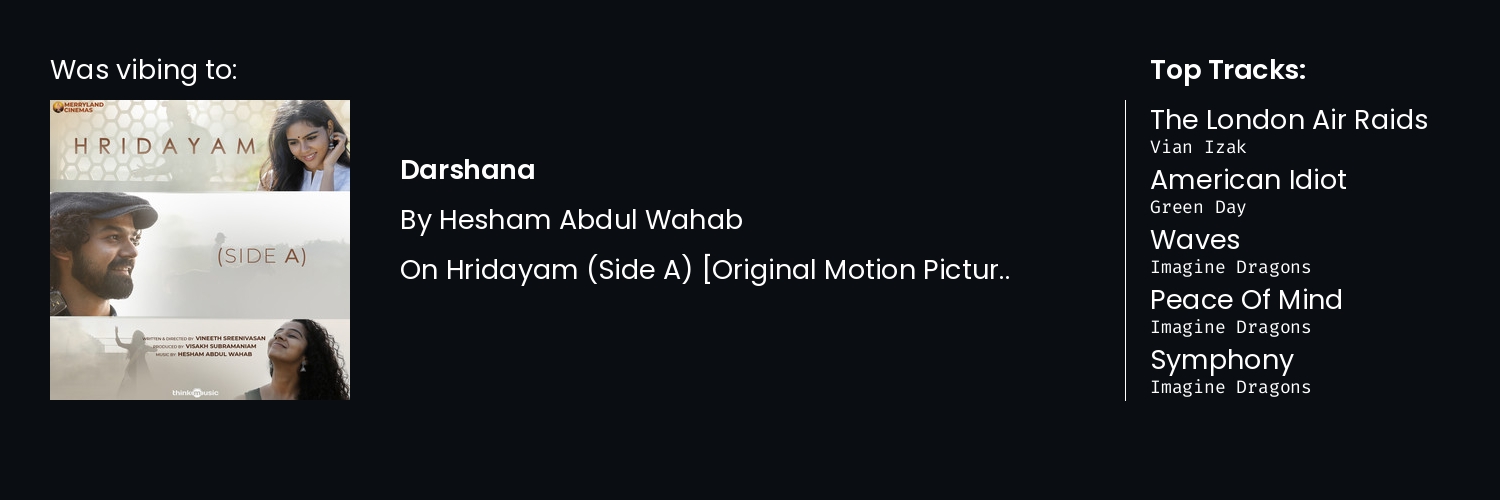 Was vibing to:
MERRYLAND
CINEMAS
HRIDAYAM
(SIDE A)
WRITTEN & DIRECTED BY VINEETH SREENIVASAN
PRODUCED BY VISAKH SUBRAMANIAM
MUSIC BY HESHAM ABDUL WAHAB
thinkmusic
Darshana
By Hesham Abdul Wahab
On Hridayam (Side A) [Original Motion Pictur..
Top Tracks:
The London Air Raids
Vian Izak
American Idiot
Green Day
Waves
Imagine Dragons
Peace Of Mind
Imagine Dragons
Symphony
Imagine Dragons